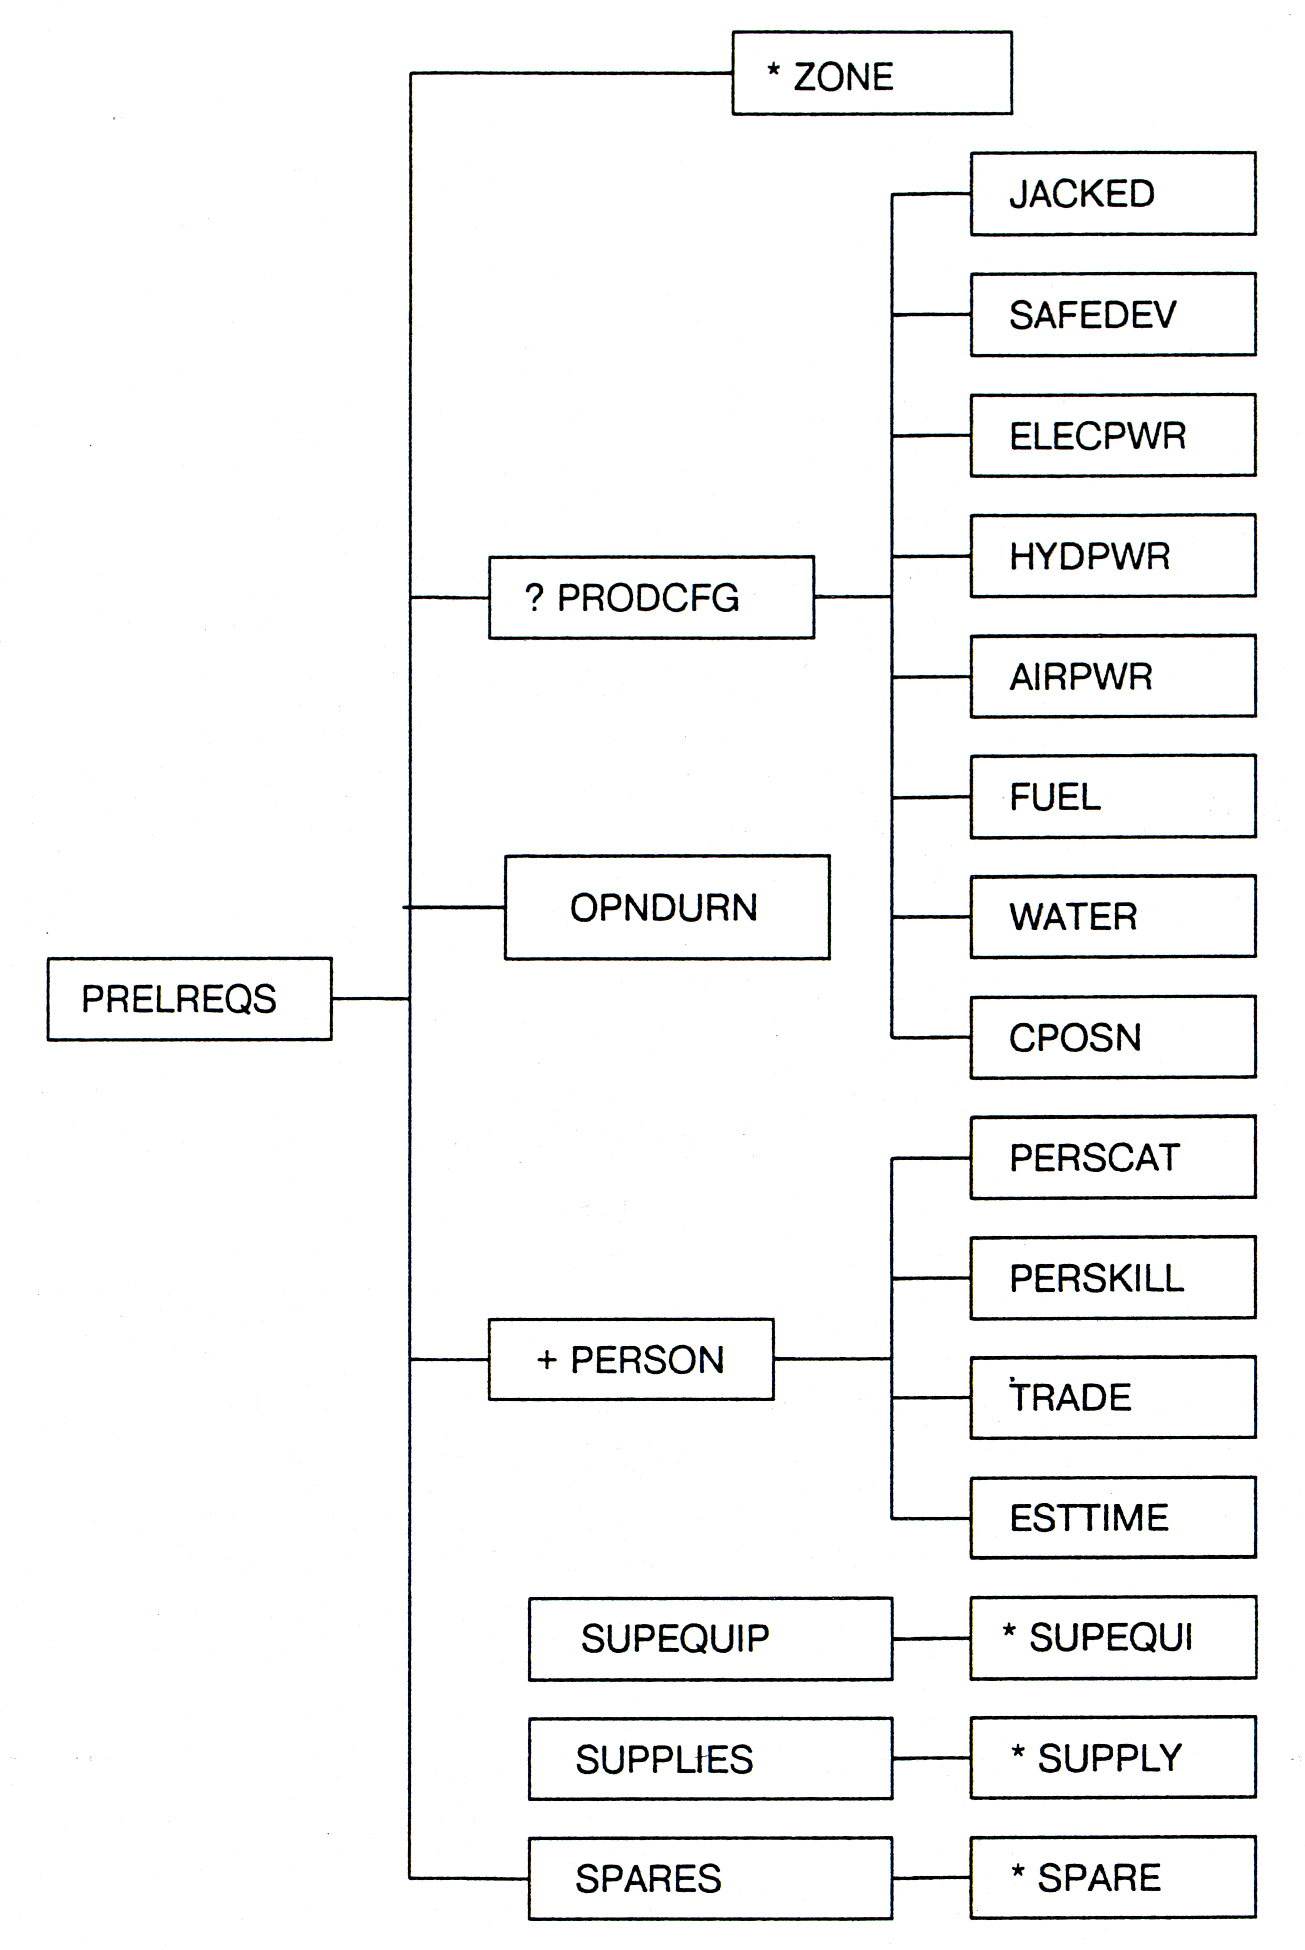 * ZONE
JACKED
SAFEDEV
ELECPWR
HYDPWR
? PRODCFG
AIRPWR
FUEL
OPNDURN
WATER
PRELREQS
CPOSN
PERSCAT
PERSKILL
+ PERSON
TRADE
ESTTIME
SUPEQUIP
* SUPEQUI
SUPPLIES
* SUPPLY
SPARES
* SPARE